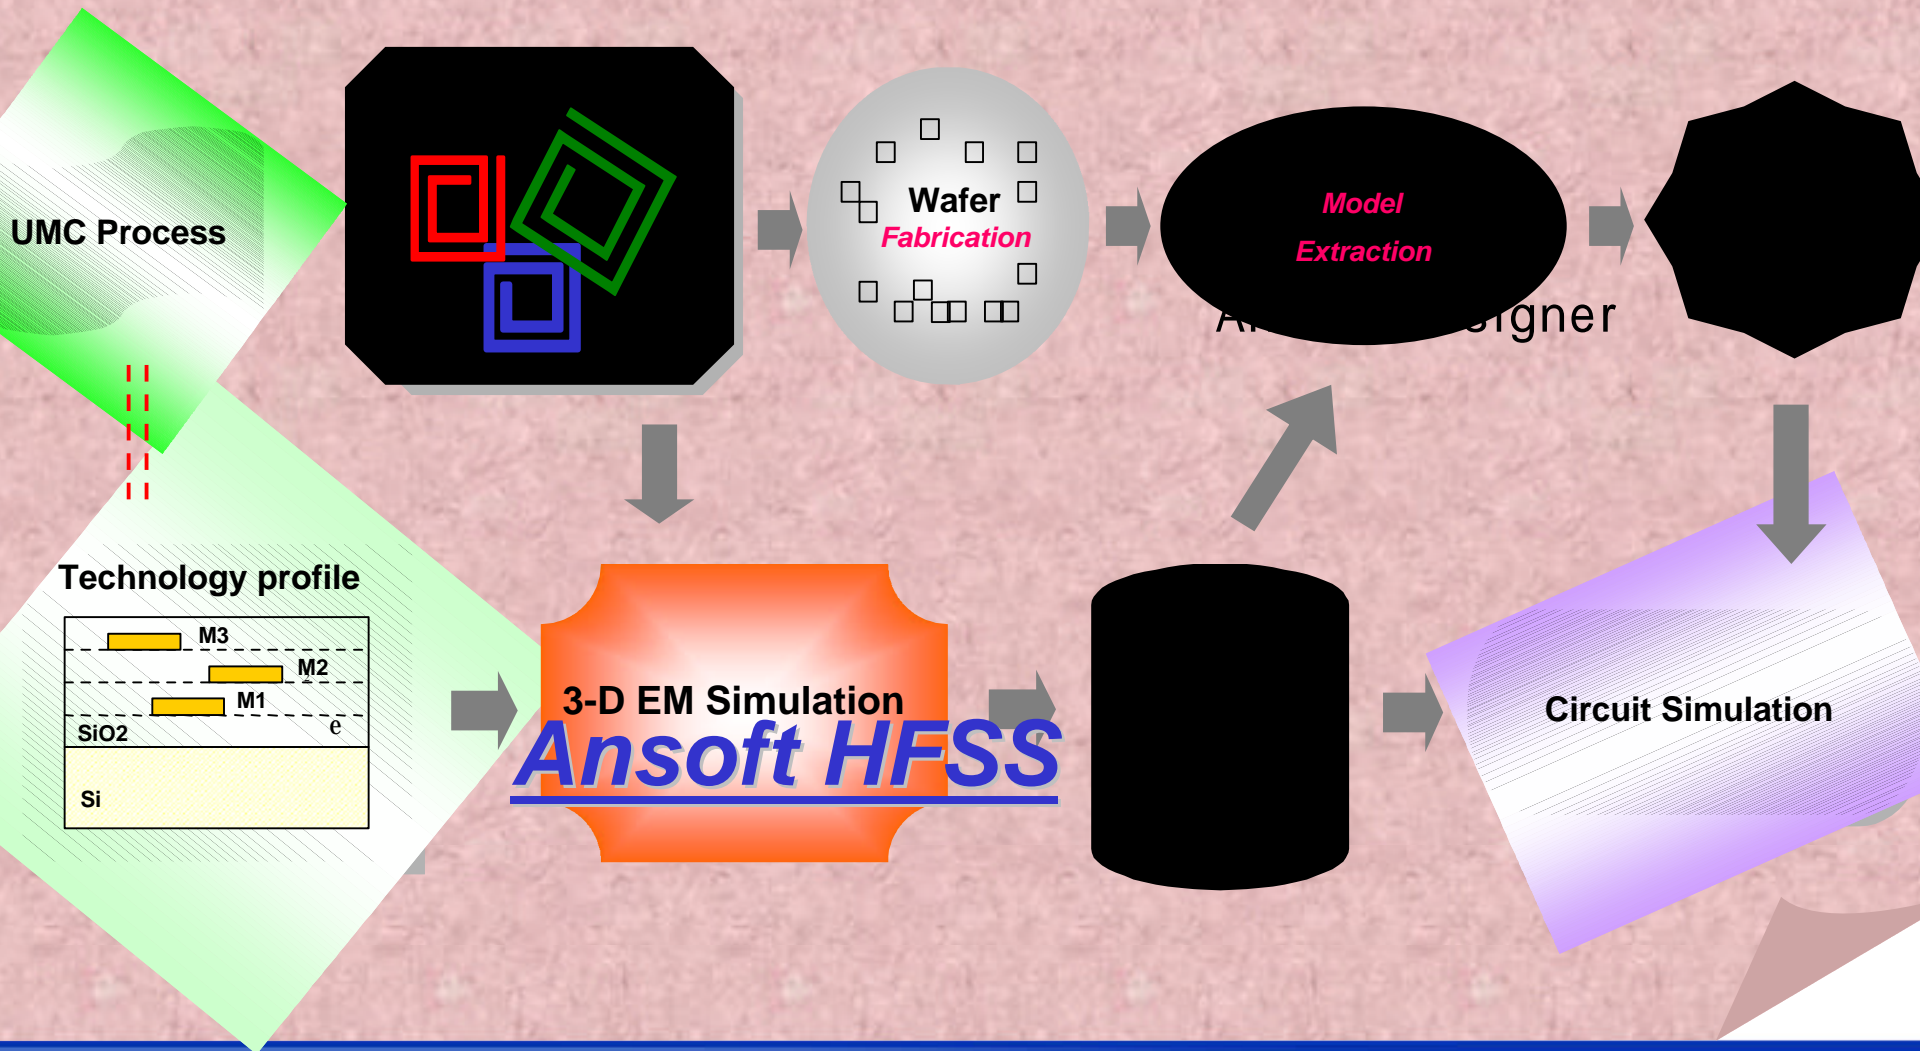 UMC Process
Wafer
Fabrication
Model
Extraction
Technology profile
M3
M2
M1
SiO2
e
Si
3-D EM Simulation
Ansoft HFSS
Circuit Simulation